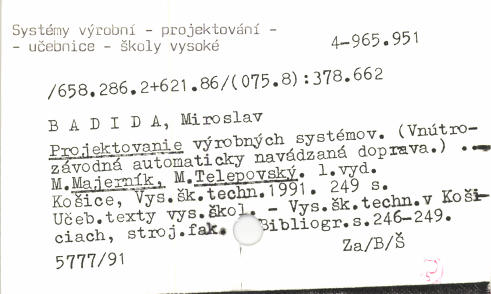 Systémy výrobní - projektování -
- učebnice - školy vysoké
4-965.951
/658.286.2+621.86/(075.8):378.662
B A D I D A, Miroslav
Projektovanie výrobných systémov. (Vnútro-
závodná automaticky navádzaná doprava.) .-
M.Majerník, M.Telepovský. 1.vyd.
Košice, Vys.šk.techn.1991. 249 s.
Učeb.texty vys.škol. - Vys.šk.techn.v Koši-
ciach, stroj.fak. Bibliogr.s.246-249.
Za/B/Š
5777/91